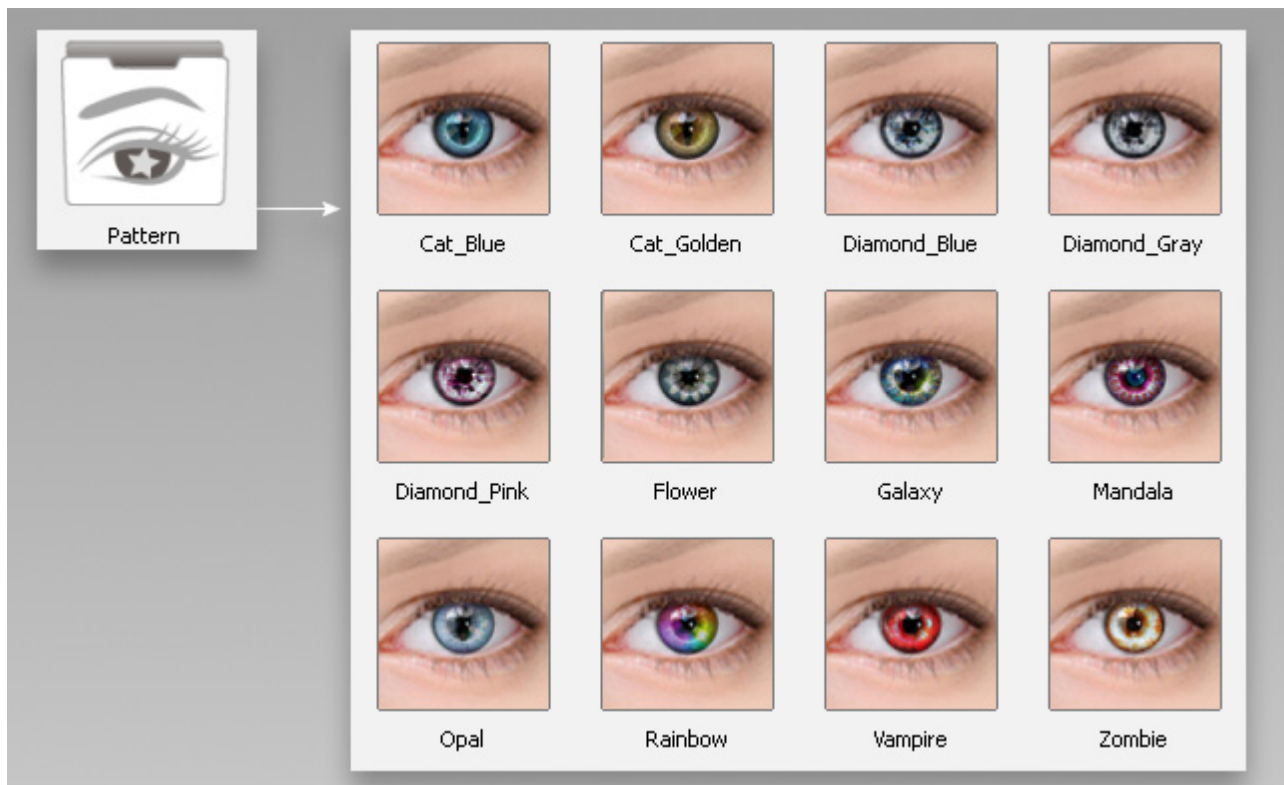 Pattern
Cat_Blue
Cat_Golden
Diamond_Blue
Diamond_Gray
Diamond_Pink
Flower
Galaxy
Mandala
Opal
Rainbow
Vampire
Zombie